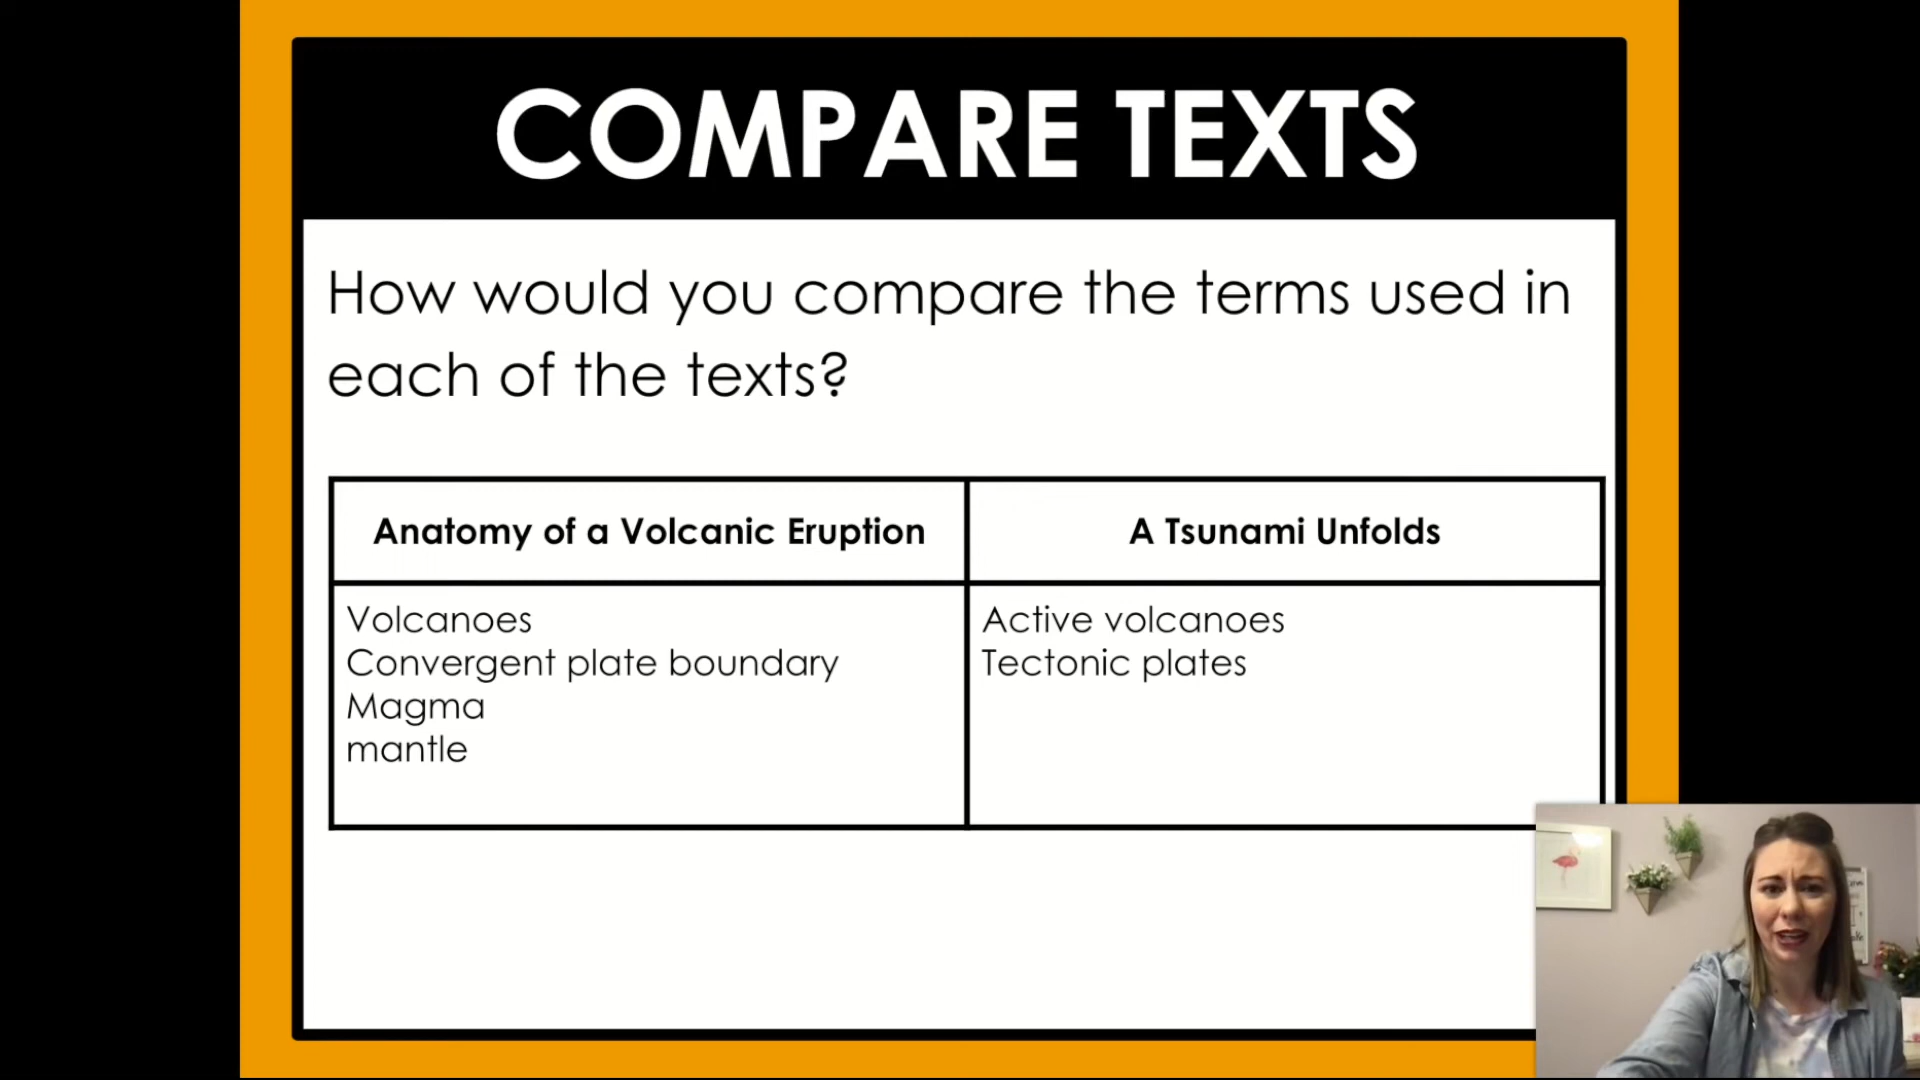 COMPARE TEXTS
How would you compare the terms used in
each of the texts?
Anatomy of a Volcanic Eruption
A Tsunami Unfolds
Volcanoes
Convergent plate boundary
Magma
mantle
Active volcanoes
Tectonic plates